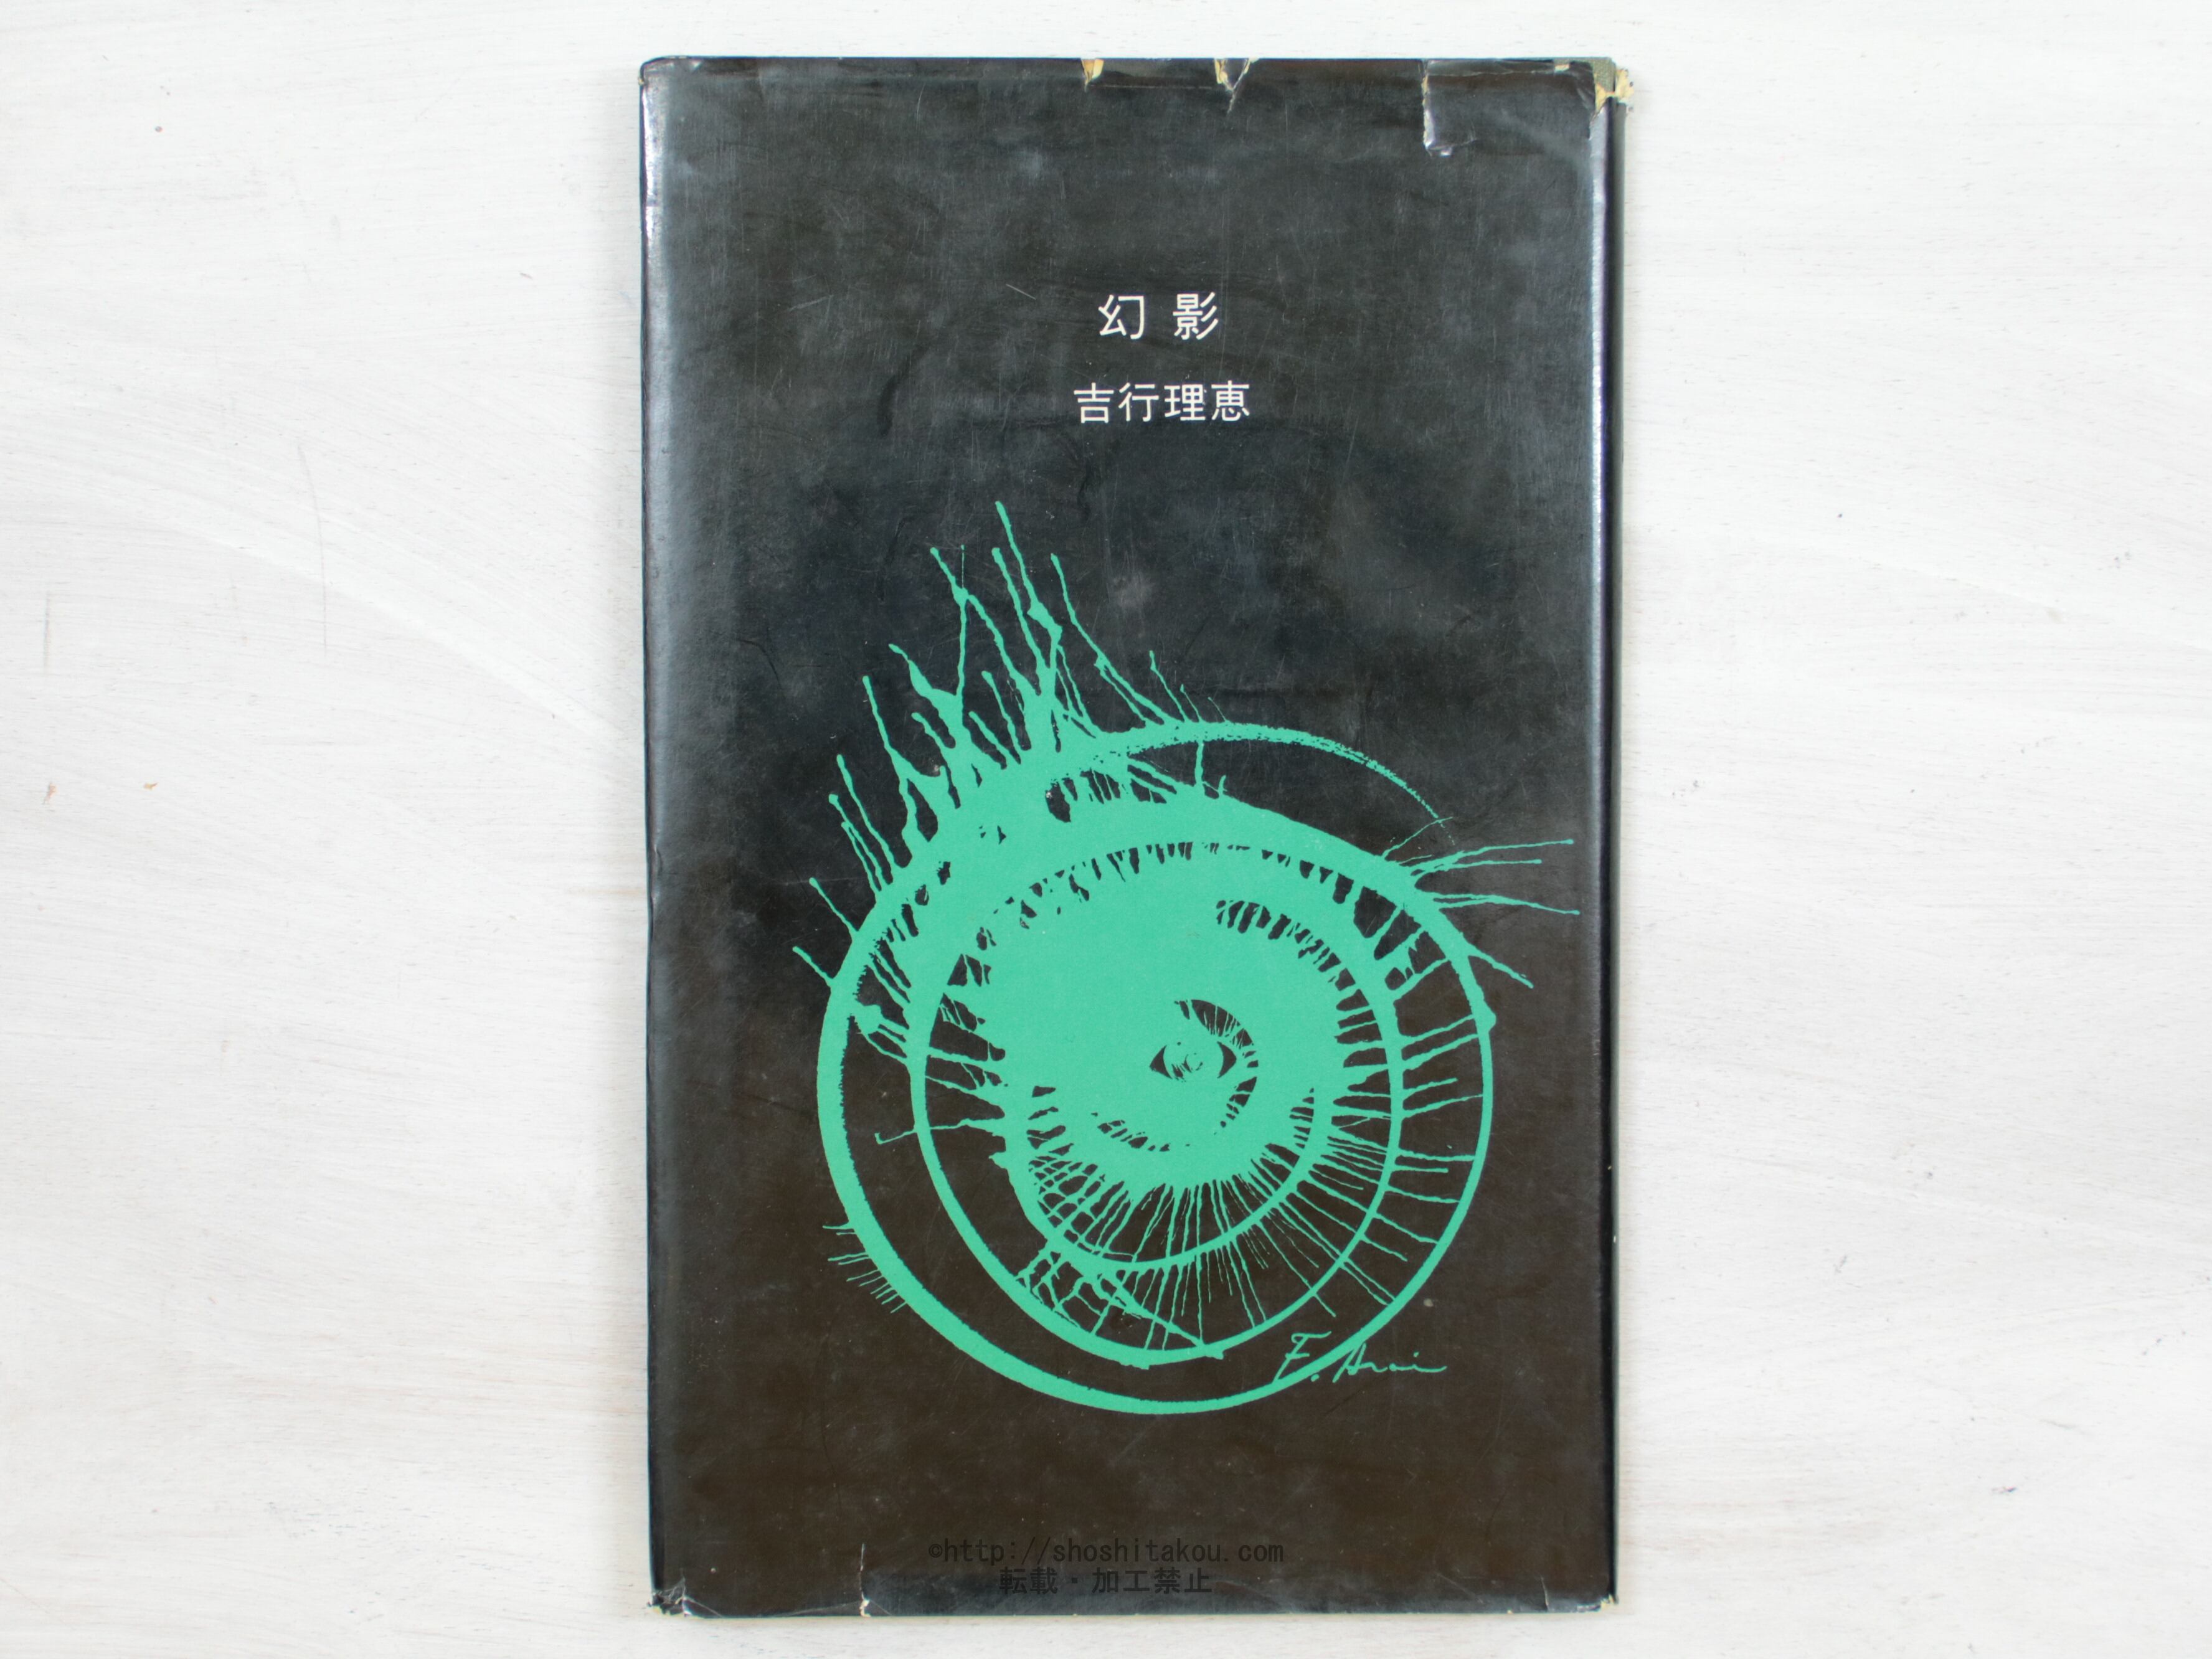 幻影
吉行理恵
F. Arai
©http://shoshitakou.com
転載・加工禁止